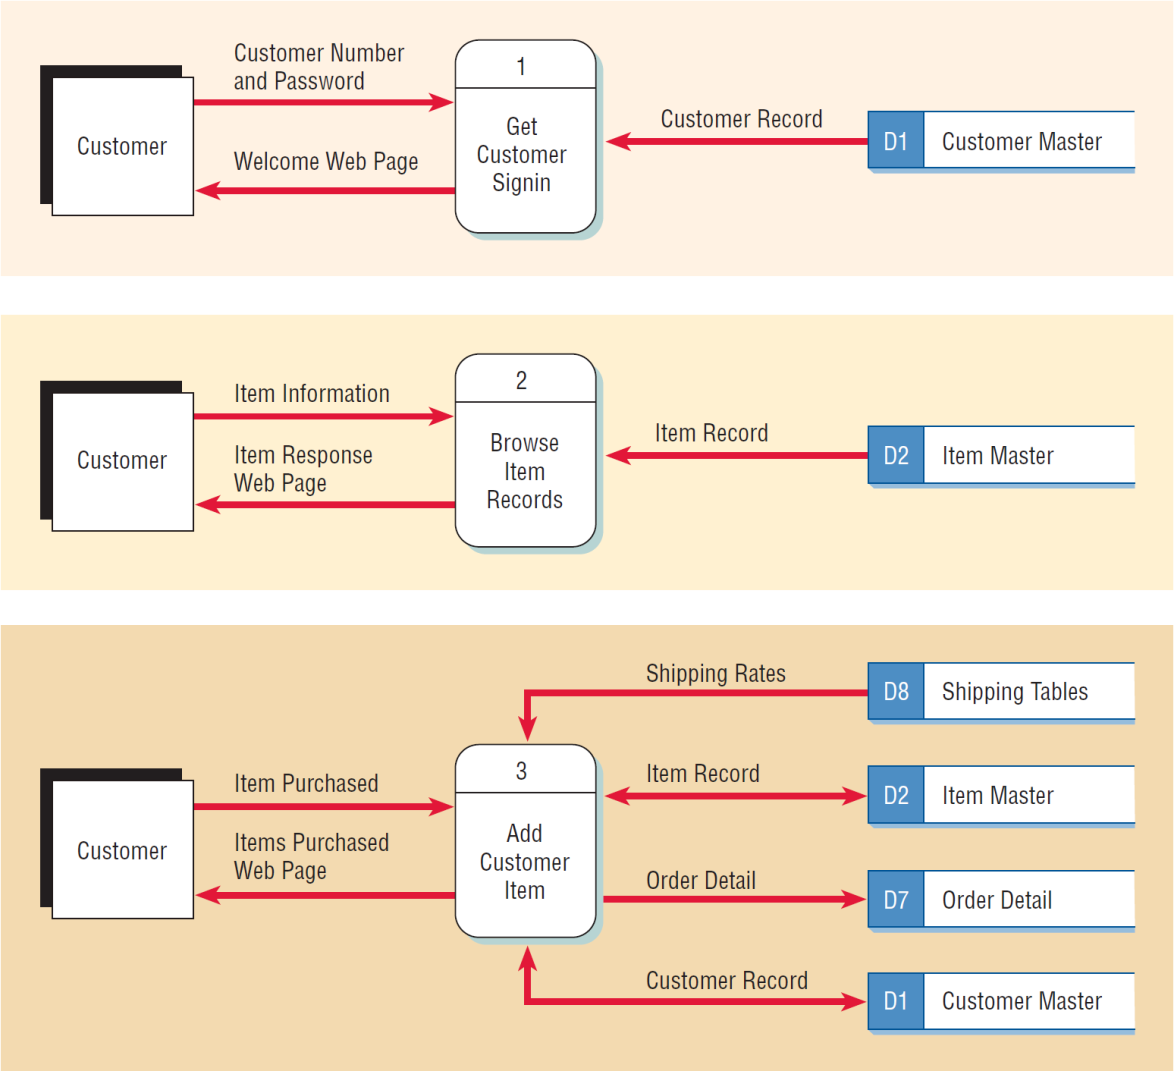 Customer Number
and Password
1
Customer
Get
Customer
Signin
Customer Record
D1
Customer Master
Welcome Web Page
Item Information
2
Customer
Item Response
Web Page
Browse
Item
Records
Item Record
D2
Item Master
Shipping Rates
D8
Shipping Tables
Item Purchased
3
Item Record
D2
Item Master
Customer
Items Purchased
Web Page
Add
Customer
Item
Order Detail
D7
Order Detail
Customer Record
D1
Customer Master